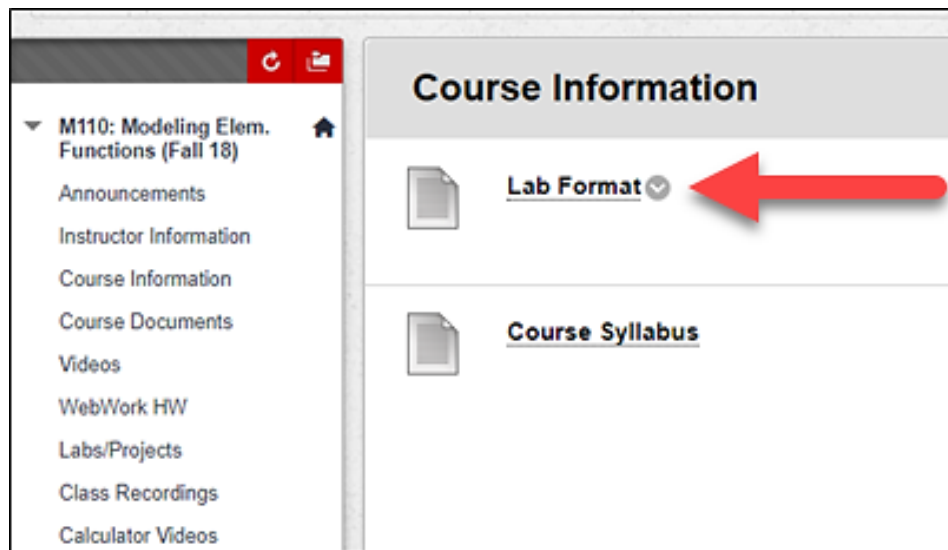 M110: Modeling Elem.
Functions (Fall 18)
Announcements
Instructor Information
Course Information
Course Documents
Videos
WebWork HW
Labs/Projects
Class Recordings
Calculator Videos
Course Information
Lab Format
Course Syllabus